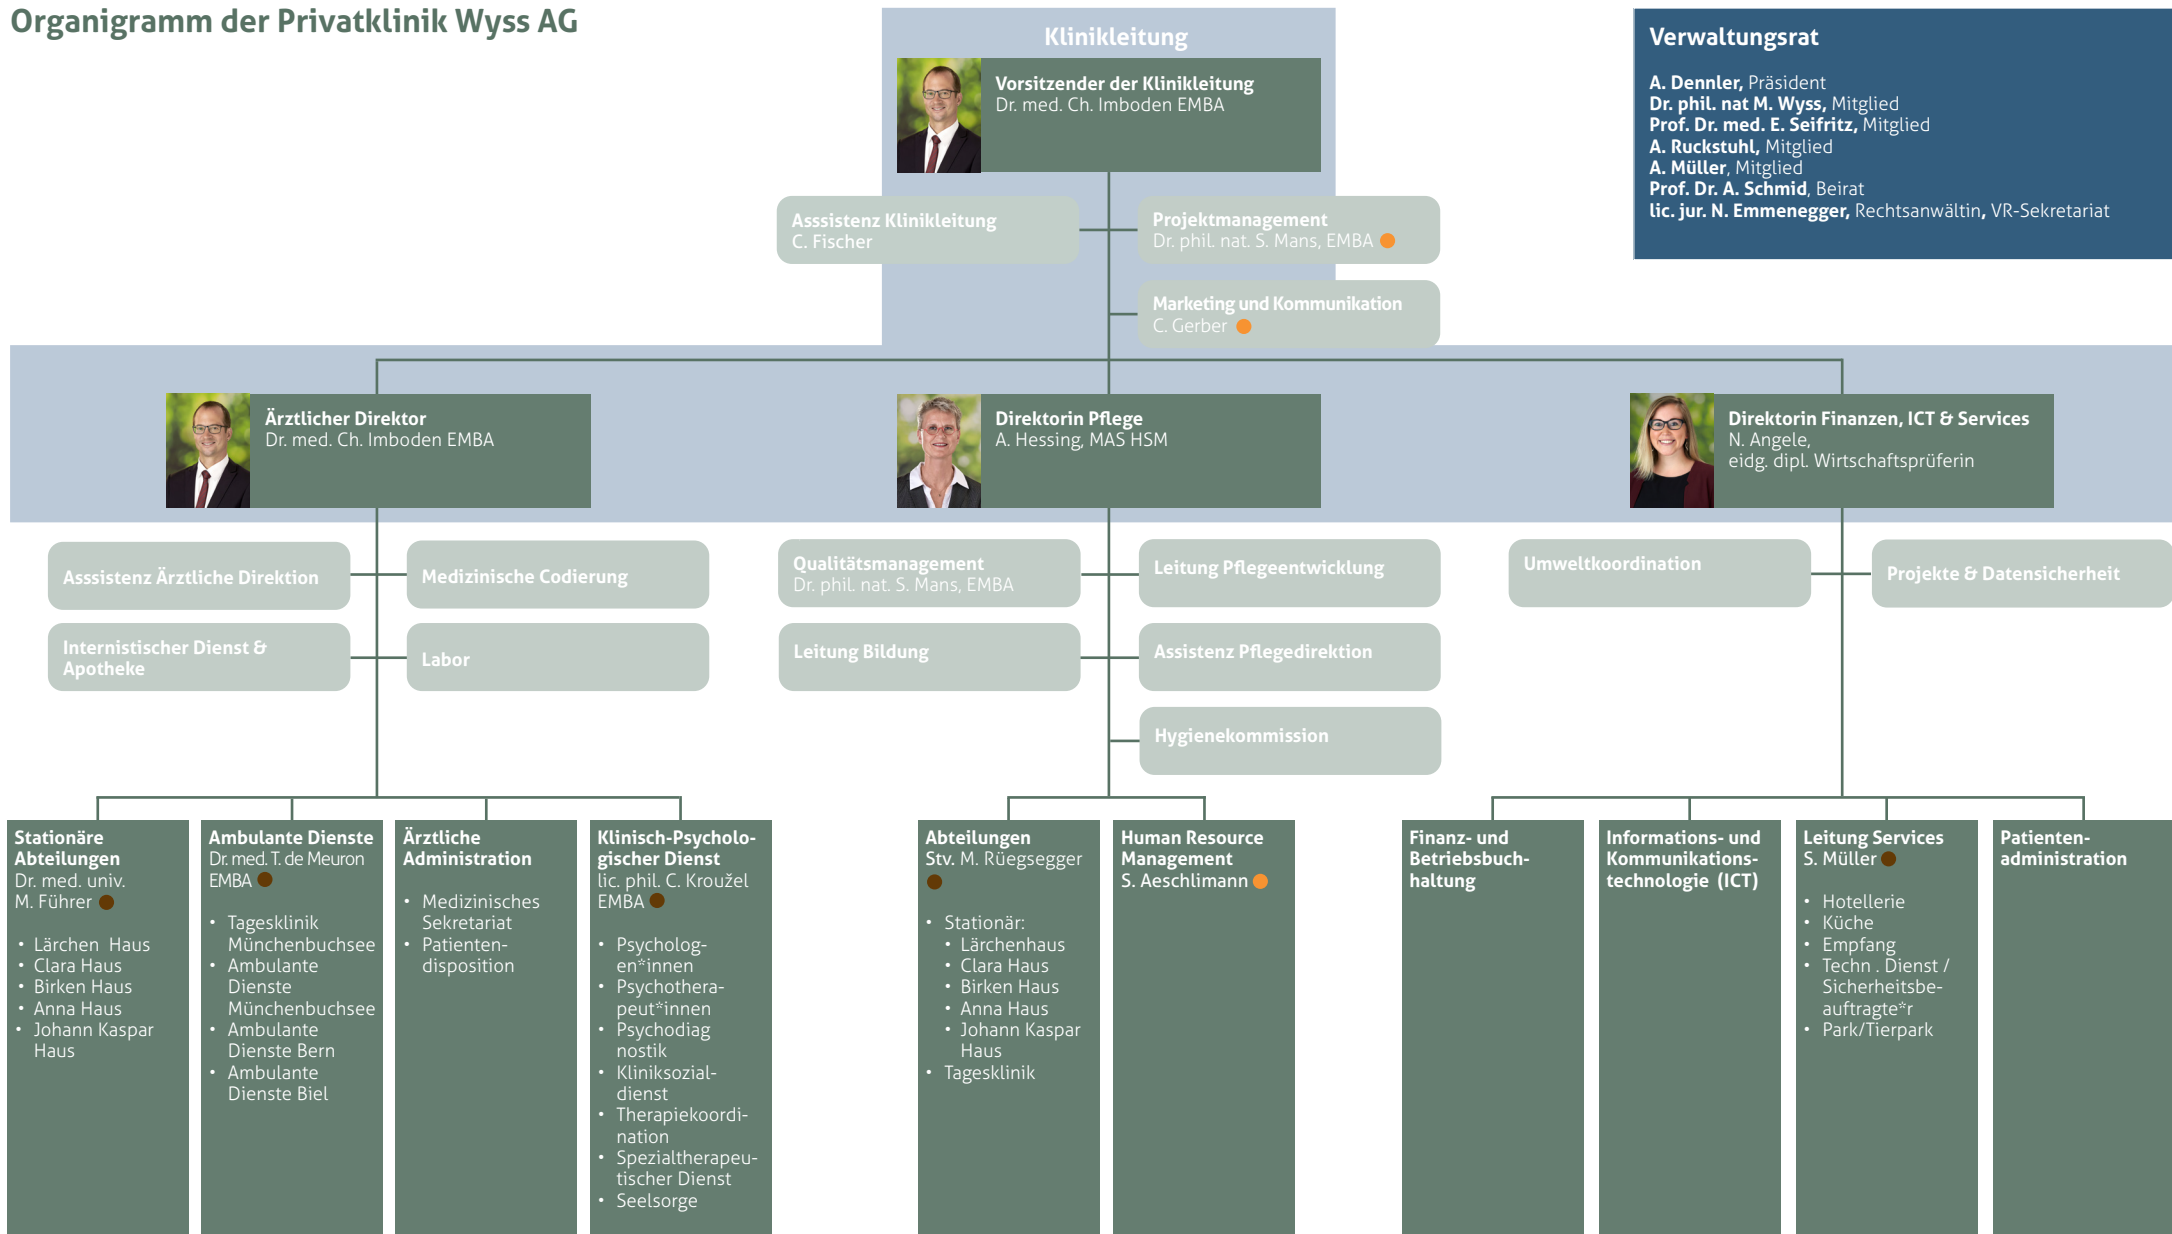 Organigramm der Privatklinik Wyss AG
Klinikleitung
Vorsitzender der Klinikleitung
Dr. med. Ch. Imboden EMBA
Verwaltungsrat
A. Dennler, Präsident
Dr. phil. nat M. Wyss, Mitglied
Prof. Dr. med. E. Seifritz, Mitglied
A. Ruckstuhl, Mitglied
A. Müller, Mitglied
Prof. Dr. A. Schmid, Beirat
lic. jur. N. Emmenegger, Rechtsanwältin, VR-Sekretariat
Asssistenz Klinikleitung
C. Fischer
Projektmanagement
Dr. phil. nat. S. Mans, EMBA
Marketing und Kommunikation
C. Gerber
Ärztlicher Direktor
Dr. med. Ch. Imboden EMBA
Direktorin Pflege
A. Hessing, MAS HSM
Direktorin Finanzen, ICT & Services
N. Angele,
eidg. dipl. Wirtschaftsprüferin
Asssistenz Ärztliche Direktion
Medizinische Codierung
Internistischer Dienst &
Apotheke
Labor
Qualitätsmanagement
Dr. phil. nat. S. Mans, EMBA
Leitung Pflegeentwicklung
Leitung Bildung
Assistenz Pflegedirektion
Hygienekommission
Umweltkoordination
Projekte & Datensicherheit
Stationäre
Abteilungen
Dr. med. univ.
M. Führer
• Lärchen Haus
• Clara Haus
• Birken Haus
• Anna Haus
• Johann Kaspar
Haus
Ambulante Dienste
Dr. med. T. de Meuron
EMBA
• Tagesklinik
Münchenbuchsee
• Ambulante
Dienste
Münchenbuchsee
• Ambulante
Dienste Bern
• Ambulante
Dienste Biel
Ärztliche
Administration
• Medizinisches
Sekretariat
• Patienten-
disposition
Klinisch-Psycholo-
gischer Dienst
lic. phil. C. Kroužel
EMBA
• Psycholog-
en*innen
• Psychothera-
peut*innen
• Psychodiag
nostik
• Kliniksozial-
dienst
• Therapiekoordi-
nation
• Spezialtherapeu-
tischer Dienst
• Seelsorge
Abteilungen
Stv. M. Rüegsegger
• Stationär:
• Lärchenhaus
• Clara Haus
• Birken Haus
• Anna Haus
• Johann Kaspar
Haus
• Tagesklinik
Human Resource
Management
S. Aeschlimann
Finanz- und
Betriebsbuch-
haltung
Informations- und
Kommunikations-
technologie (ICT)
Leitung Services
S. Müller
• Hotellerie
• Küche
• Empfang
• Techn . Dienst /
Sicherheitsbe-
auftragte*r
• Park/Tierpark
Patienten-
administration